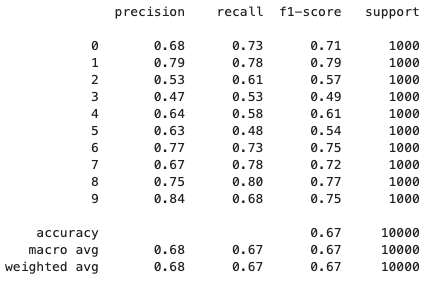 precision recall f1-score support
0 0.68 0.73 0.71 1000
1 0.79 0.78 0.79 1000
2 0.53 0.61 0.57 1000
3 0.47 0.53 0.49 1000
4 0.64 0.58 0.61 1000
5 0.63 0.48 0.54 1000
6 0.77 0.73 0.75 1000
7 0.67 0.78 0.72 1000
8 0.75 0.80 0.77 1000
9 0.84 0.68 0.75 1000
accuracy 0.67 10000
macro avg 0.68 0.67 0.67 10000
weighted avg 0.68 0.67 0.67 10000